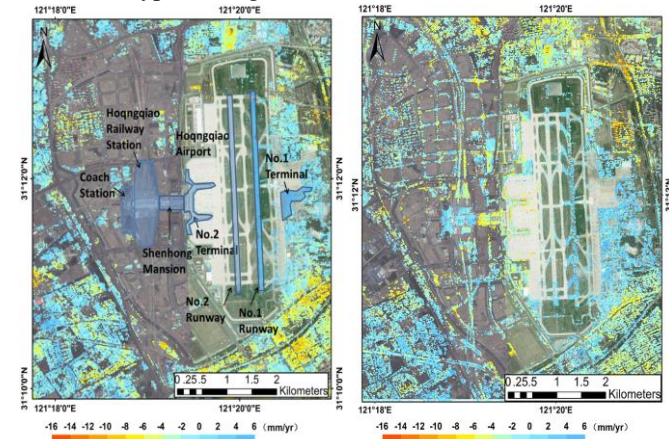 121°18'0"E
121°20'0"E
121°18'E
121°20'E
N
N
Hoqngqiao
Railway
Station
Hoqngqiao
Airport
No.1
Terminal
Coach
Station
31°12'0"N
31°12'N
No.2
Terminal
Shenhong
Mansion
No.2
Runway
No.1
Runway
0.25.5 1 1.5 2
Kilometers
0.25.5 1 1.5 2
Kilometers
31°10'0"N
31°10'N
121°18'0"E
121°20'0"E
121°18'E
121°20'E
-16 -14 -12 -10 -8 -6 -4 -2 0 2 4 6 (mm/yr)
-16 -14 -12 -10 -8 -6 -4 -2 0 2 4 6 (mm/yr)